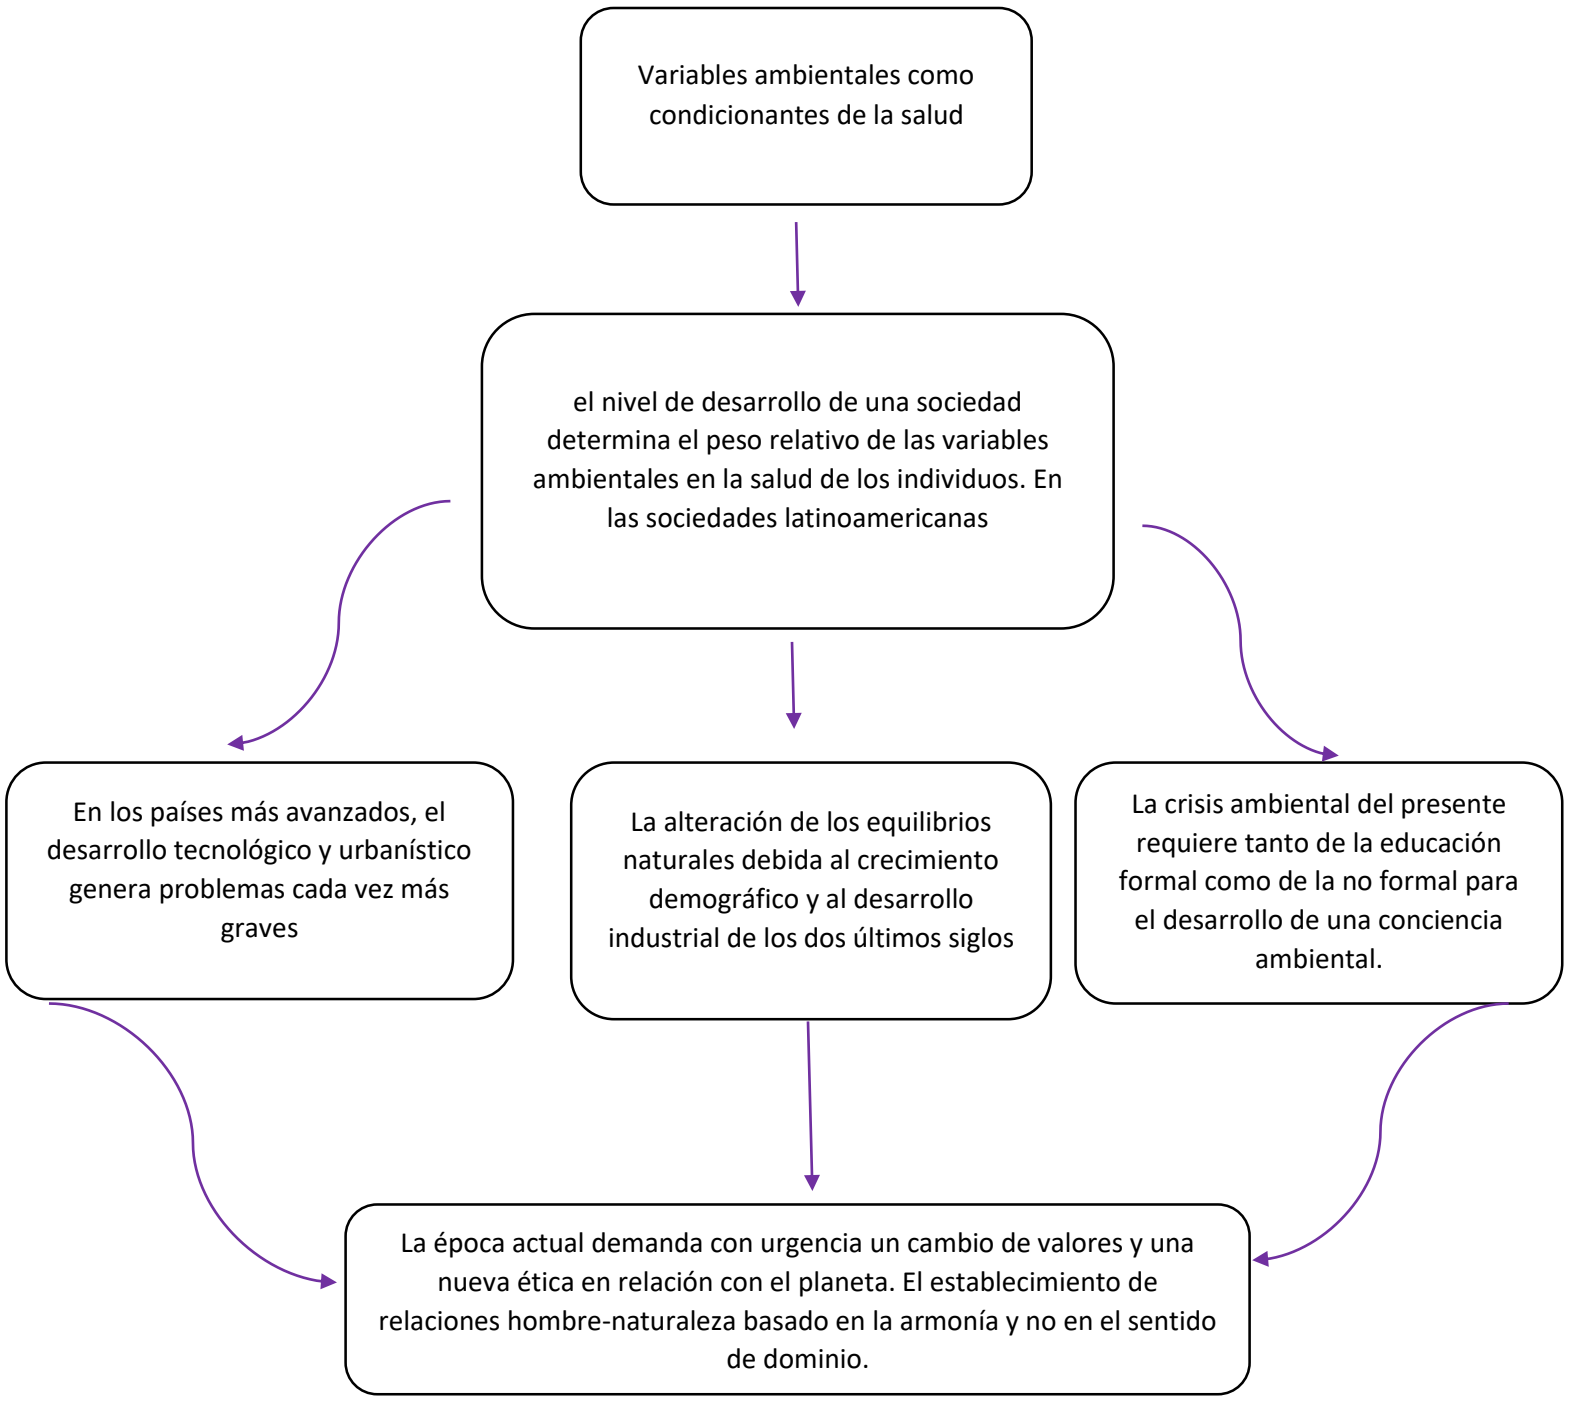 Variables ambientales como
condicionantes de la salud
el nivel de desarrollo de una sociedad
determina el peso relativo de las variables
ambientales en la salud de los individuos. En
las sociedades latinoamericanas
En los países más avanzados, el
desarrollo tecnológico y urbanístico
genera problemas cada vez más
graves
La alteración de los equilibrios
naturales debida al crecimiento
demográfico y al desarrollo
industrial de los dos últimos siglos
La crisis ambiental del presente
requiere tanto de la educación
formal como de la no formal para
el desarrollo de una conciencia
ambiental.
La época actual demanda con urgencia un cambio de valores y una
nueva ética en relación con el planeta. El establecimiento de
relaciones hombre-naturaleza basado en la armonía y no en el sentido
de dominio.